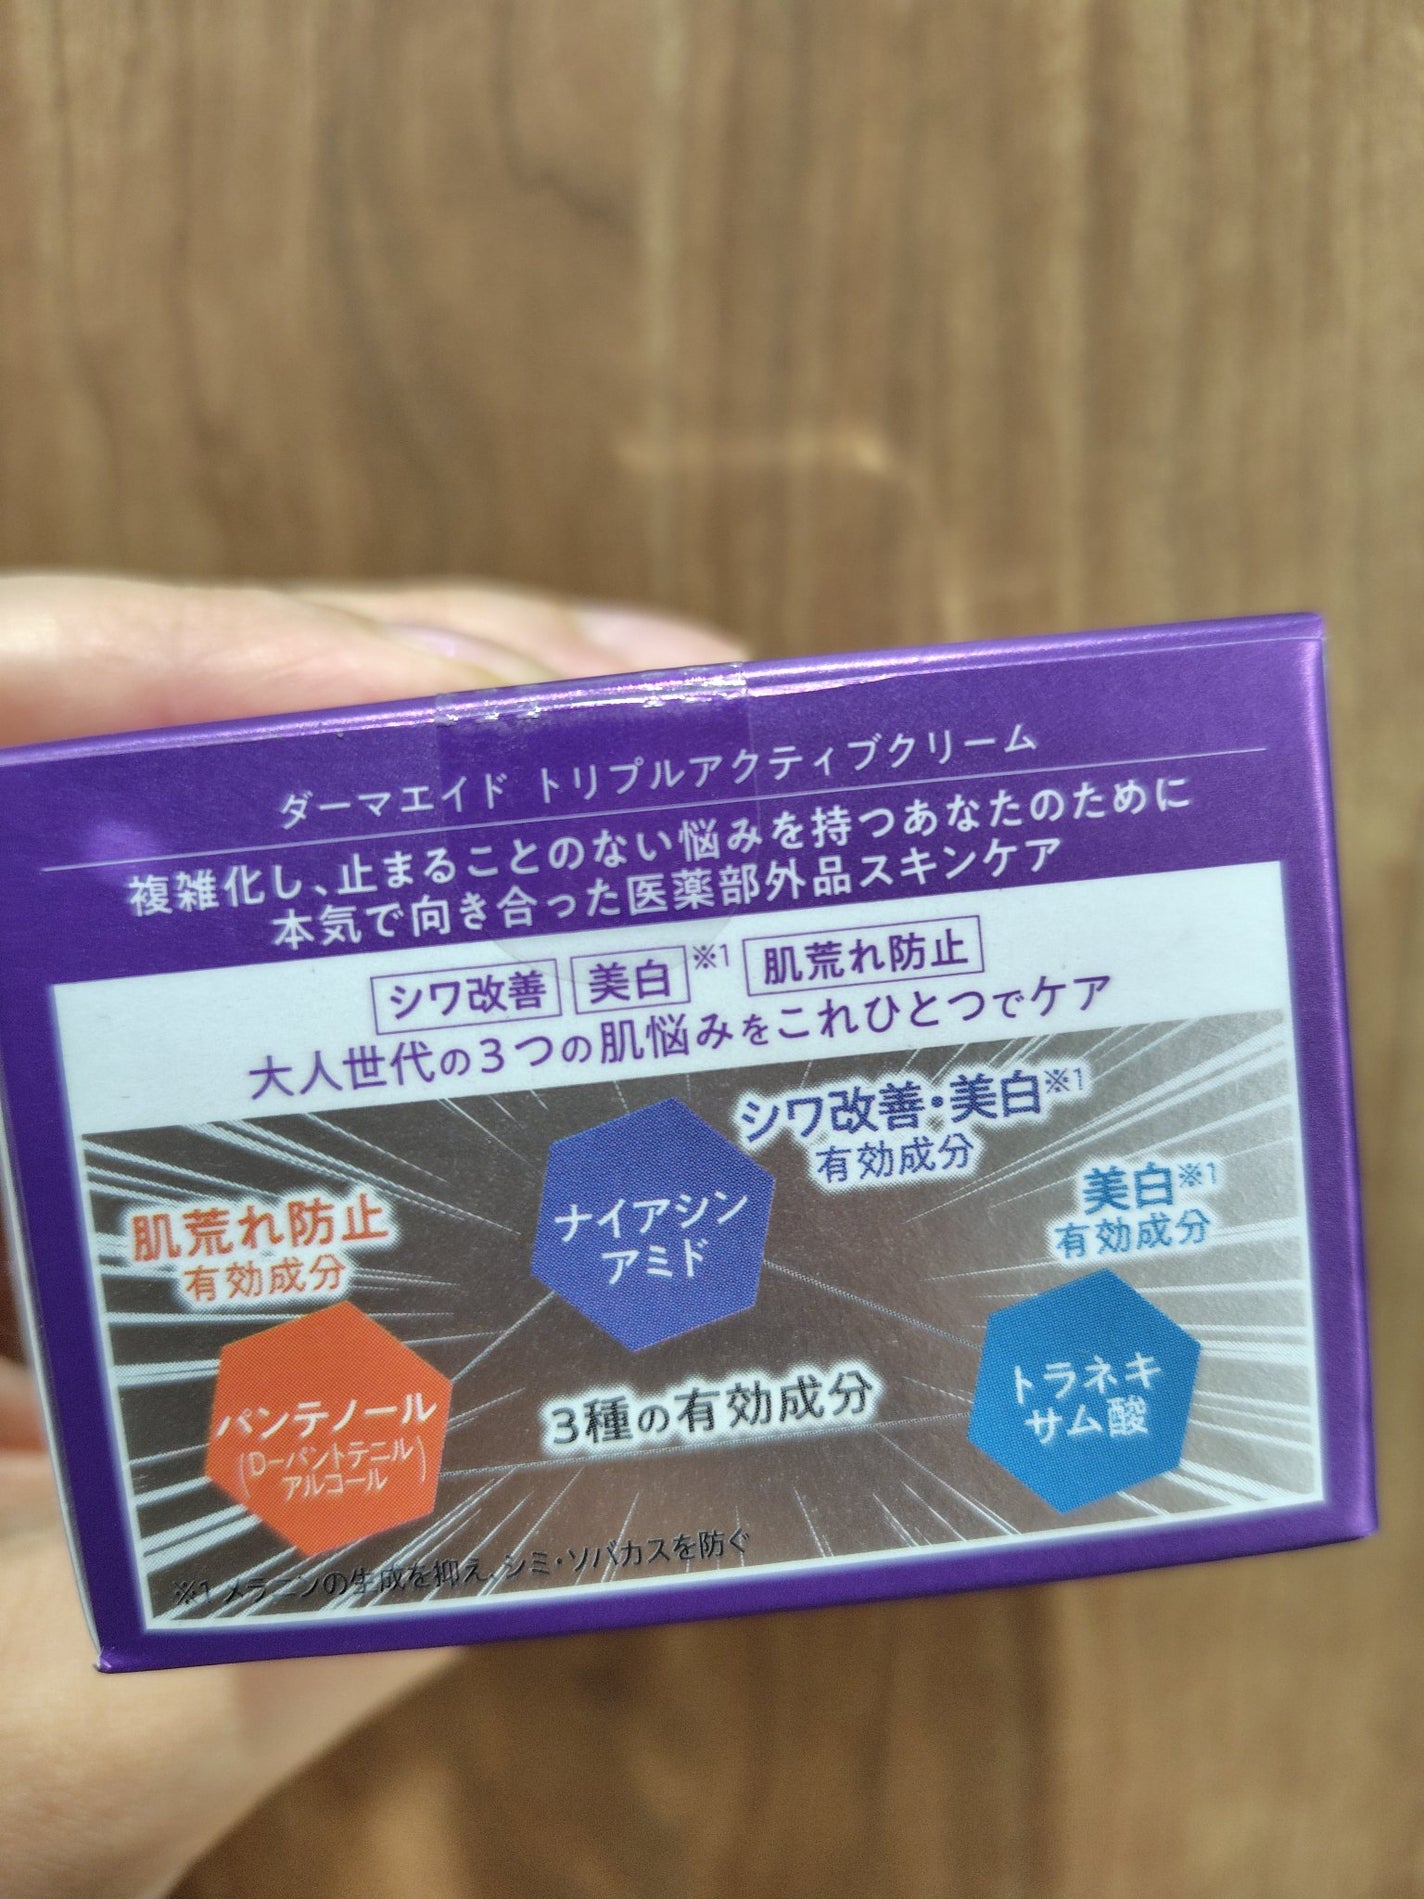 ダーマエイド トリプルアクティブクリーム
複雑化し、止まることのない悩みを持つあなたのために
本気で向き合った医薬部外品スキンケア
シワ改善 美白※1 肌荒れ防止
大人世代の3つの肌悩みをこれひとつでケア
シワ改善・美白※1
有効成分
ナイアシン
アミド
肌荒れ防止
有効成分
パンテノール
(D-パントテニル
アルコール)
美白※1
有効成分
トラネキ
サム酸
3種の有効成分
※1 メラニンの生成を抑え、シミ・ソバカスを防ぐ